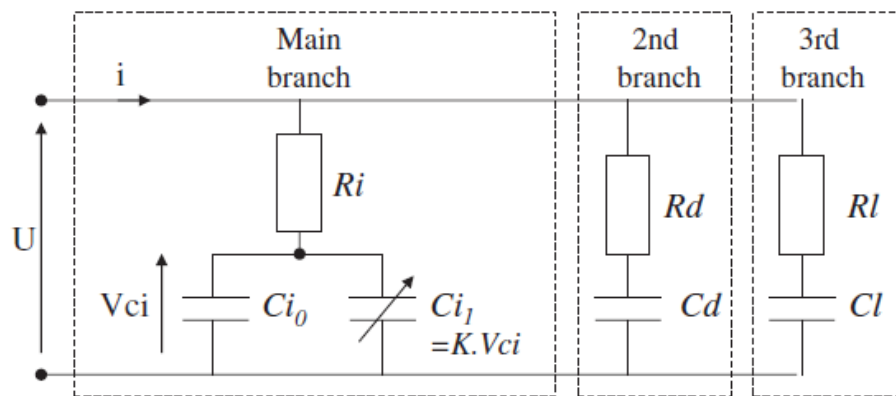 Main
branch
2nd
branch
3rd
branch
i
Ri
Rd
Rl
U
Vci
Ci₀
Ci₁
=K.Vci
Cd
Cl